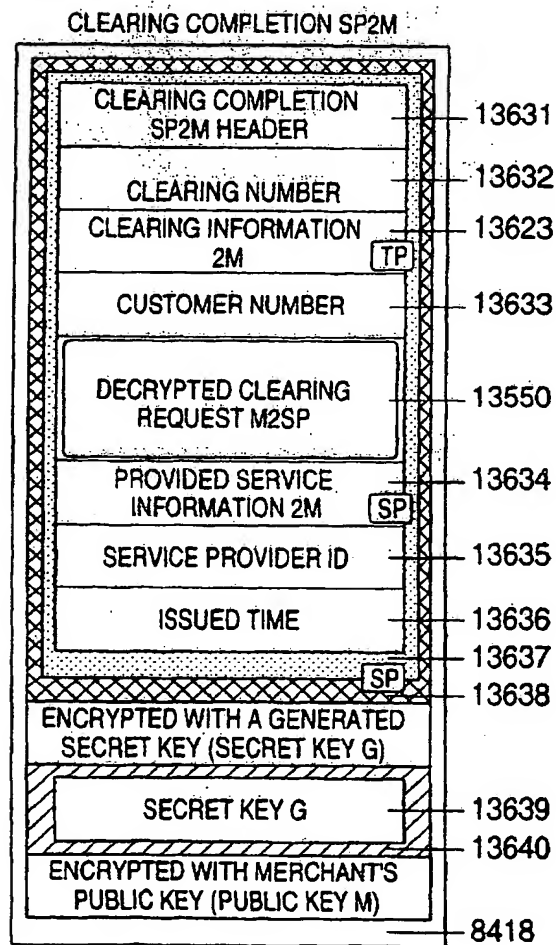 CLEARING COMPLETION SP2M
CLEARING COMPLETION
SP2M HEADER
13631
CLEARING NUMBER
13632
CLEARING INFORMATION
2M
TP
13623
CUSTOMER NUMBER
13633
DECRYPTED CLEARING
REQUEST M2SP
13550
PROVIDED SERVICE
INFORMATION 2M
SP
13634
SERVICE PROVIDER ID
13635
ISSUED TIME
13636
13637
SP
13638
ENCRYPTED WITH A GENERATED
SECRET KEY (SECRET KEY G)
SECRET KEY G
13639
13640
ENCRYPTED WITH MERCHANT'S
PUBLIC KEY (PUBLIC KEY M)
8418